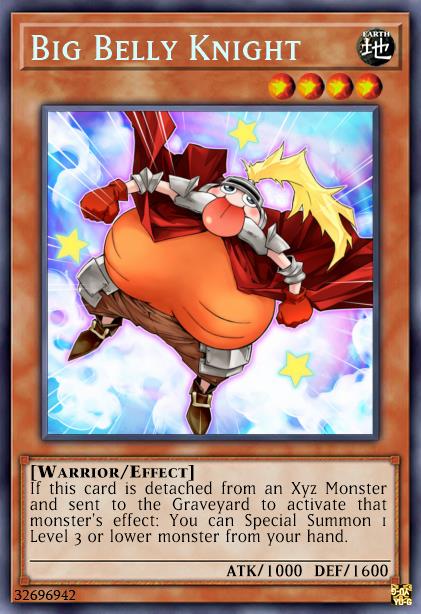 BIG BELLY KNIGHT
EARTH
地
[WARRIOR/EFFECT]
If this card is detached from an Xyz Monster
and sent to the Graveyard to activate that
monster's effect: You can Special Summon 1
Level 3 or lower monster from your hand.
ATK/1000 DEF/1600
32696942